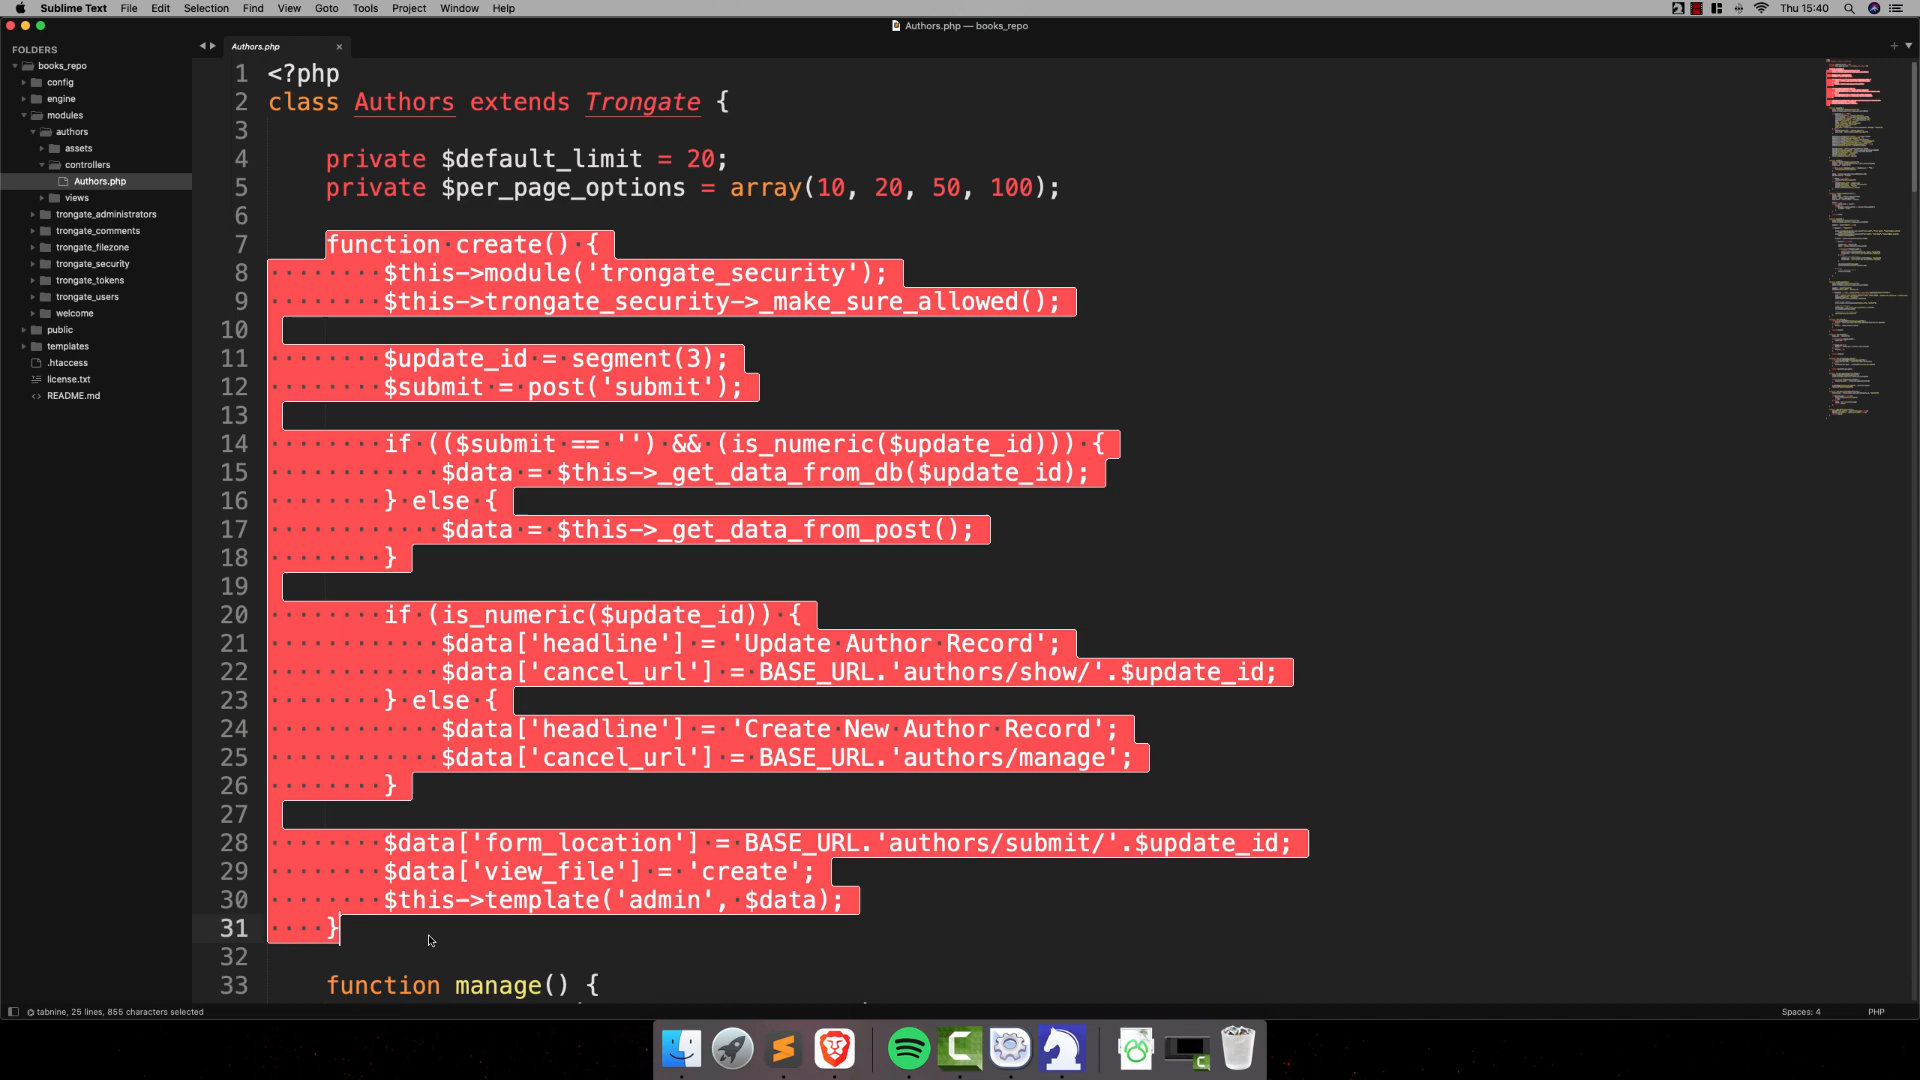 Sublime Text File Edit Selection Find View Goto Tools Project Window Help Thu 15:40
Authors.php — books_repo
FOLDERS
books_repo
config
engine
modules
authors
assets
controllers
Authors.php
views
trongate_administrators
trongate_comments
trongate_filezone
trongate_security
trongate_tokens
trongate_users
welcome
public
templates
.htaccess
license.txt
README.md
Authors.php
1 <?php
2 class Authors extends Trongate {
3
4 private $default_limit = 20;
5 private $per_page_options = array(10, 20, 50, 100);
6
7 function create() {
8 $this->module('trongate_security');
9 $this->trongate_security->_make_sure_allowed();
10
11 $update_id = segment(3);
12 $submit = post('submit');
13
14 if (($submit == '') && (is_numeric($update_id))) {
15 $data = $this->_get_data_from_db($update_id);
16 } else {
17 $data = $this->_get_data_from_post();
18 }
19
20 if (is_numeric($update_id)) {
21 $data['headline'] = 'Update Author Record';
22 $data['cancel_url'] = BASE_URL.'authors/show/'.$update_id;
23 } else {
24 $data['headline'] = 'Create New Author Record';
25 $data['cancel_url'] = BASE_URL.'authors/manage';
26 }
27
28 $data['form_location'] = BASE_URL.'authors/submit/'.$update_id;
29 $data['view_file'] = 'create';
30 $this->template('admin', $data);
31 }
32
33 function manage() {
tabnine, 25 lines, 855 characters selected
Spaces: 4 PHP